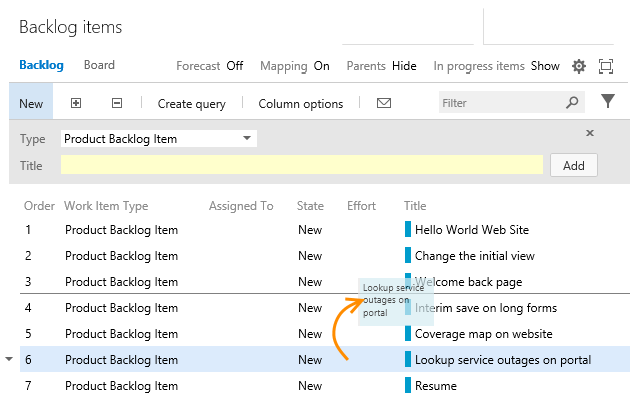 Backlog items
Backlog Board Forecast Off Mapping On Parents Hide In progress items Show
New Create query Column options Filter
Type Product Backlog Item
Title Add
Order Work Item Type Assigned To State Effort Title
1 Product Backlog Item New Hello World Web Site
2 Product Backlog Item New Change the initial view
3 Product Backlog Item New Welcome back page
Lookup service
outages on
portal
4 Product Backlog Item New Interim save on long forms
5 Product Backlog Item New Coverage map on website
6 Product Backlog Item New Lookup service outages on portal
7 Product Backlog Item New Resume